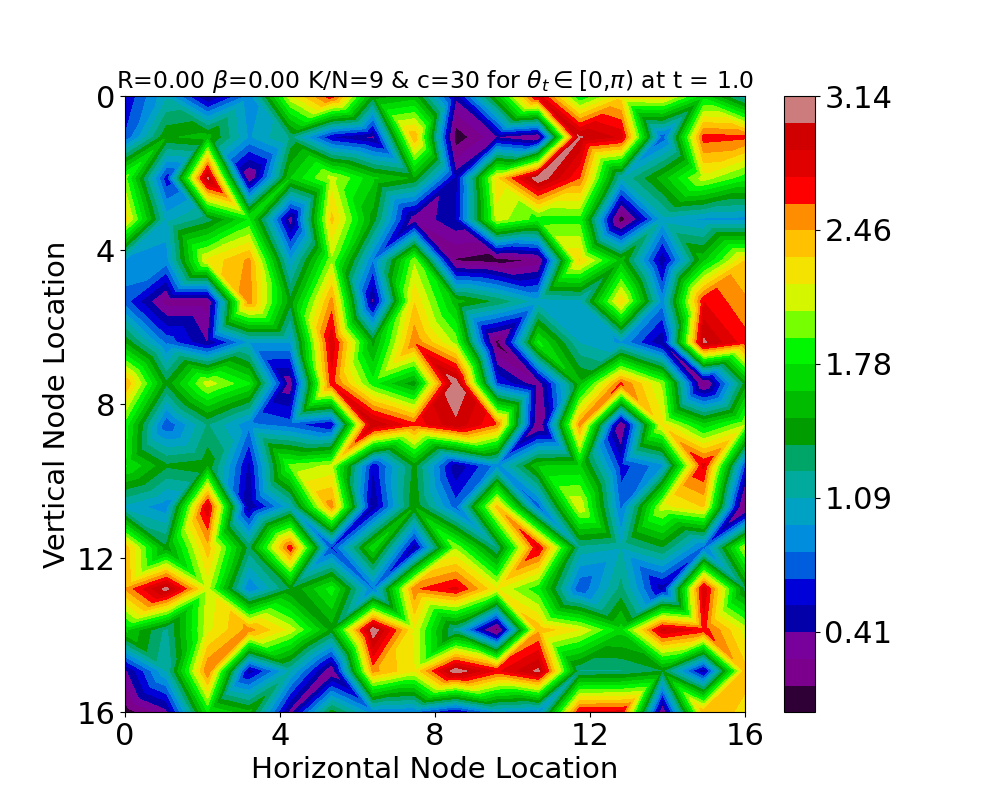 R=0.00 β=0.00 K/N=9 & c=30 for θ_t ∈ [0,π) at t = 1.0
0
4
8
12
16
0 4 8 12 16
Vertical Node Location
Horizontal Node Location
3.14
2.46
1.78
1.09
0.41